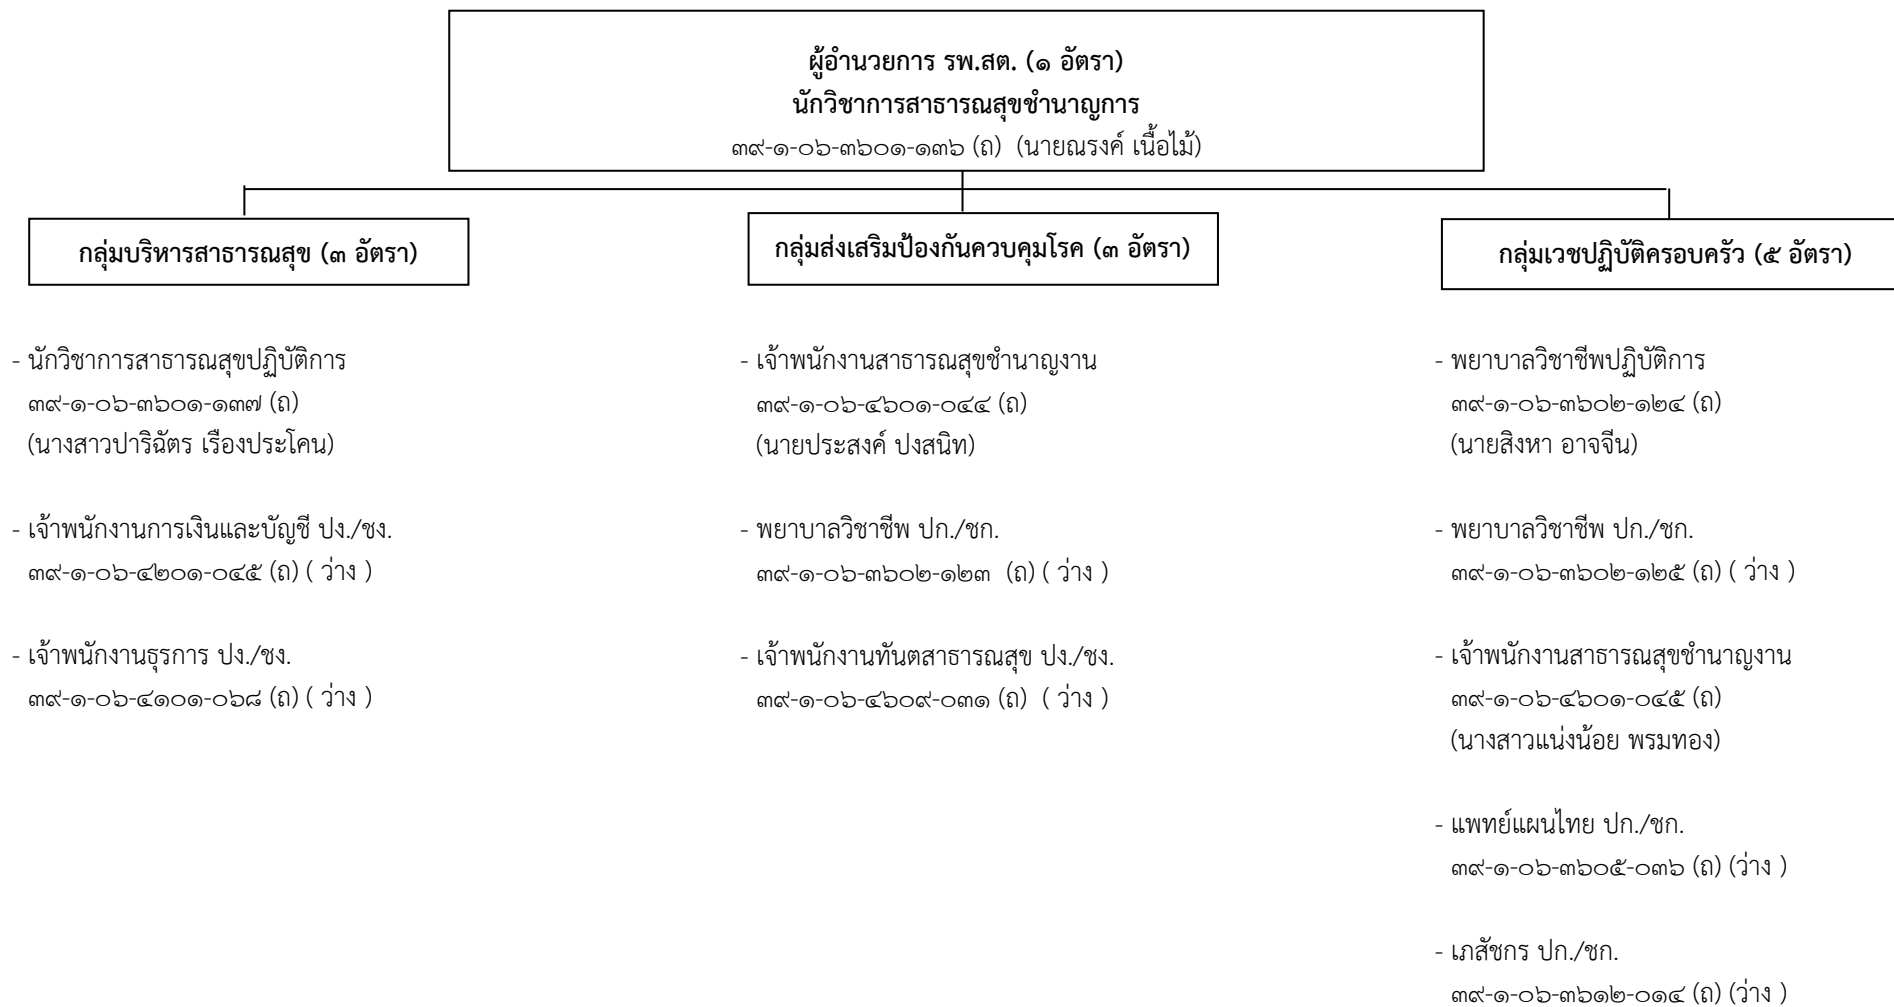 ผู้อำนวยการ รพ.สต. (๑ อัตรา)
นักวิชาการสาธารณสุขชำนาญการ
๓๙-๑-๐๖-๓๖๐๑-๑๓๖ (ถ) (นายณรงค์ เนื้อไม้)
กลุ่มบริหารสาธารณสุข (๓ อัตรา)
- นักวิชาการสาธารณสุขปฏิบัติการ
๓๙-๑-๐๖-๓๖๐๑-๑๓๗ (ถ)
(นางสาวปาริฉัตร เรืองประโคน)
- เจ้าพนักงานการเงินและบัญชี ปง./ชง.
๓๙-๑-๐๖-๔๒๐๑-๐๔๕ (ถ) ( ว่าง )
- เจ้าพนักงานธุรการ ปง./ชง.
๓๙-๑-๐๖-๔๑๐๑-๐๖๘ (ถ) ( ว่าง )
กลุ่มส่งเสริมป้องกันควบคุมโรค (๓ อัตรา)
- เจ้าพนักงานสาธารณสุขชำนาญงาน
๓๙-๑-๐๖-๔๖๐๑-๐๔๔ (ถ)
(นายประสงค์ ปงสนิท)
- พยาบาลวิชาชีพ ปก./ชก.
๓๙-๑-๐๖-๓๖๐๒-๑๒๓ (ถ) ( ว่าง )
- เจ้าพนักงานทันตสาธารณสุข ปง./ชง.
๓๙-๑-๐๖-๔๖๐๙-๐๓๑ (ถ) ( ว่าง )
กลุ่มเวชปฏิบัติครอบครัว (๕ อัตรา)
- พยาบาลวิชาชีพปฏิบัติการ
๓๙-๑-๐๖-๓๖๐๒-๑๒๔ (ถ)
(นายสิงหา อาจจีน)
- พยาบาลวิชาชีพ ปก./ชก.
๓๙-๑-๐๖-๓๖๐๒-๑๒๕ (ถ) ( ว่าง )
- เจ้าพนักงานสาธารณสุขชำนาญงาน
๓๙-๑-๐๖-๔๖๐๑-๐๔๕ (ถ)
(นางสาวแน่งน้อย พรมทอง)
- แพทย์แผนไทย ปก./ชก.
๓๙-๑-๐๖-๓๖๐๕-๐๓๖ (ถ) (ว่าง )
- เภสัชกร ปก./ชก.
๓๙-๑-๐๖-๓๖๑๒-๐๑๔ (ถ) (ว่าง )